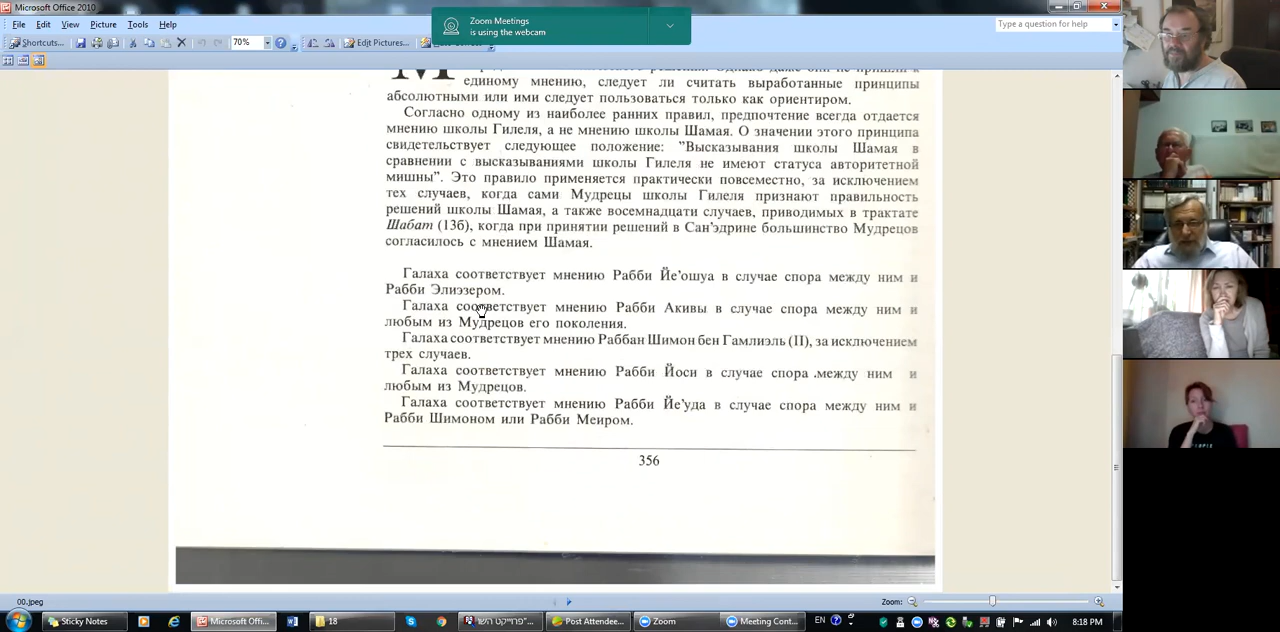 Microsoft Office 2010
File Edit View Picture Tools Help
Type a question for help
Shortcuts... 70% Edit Pictures...
Zoom Meetings
is using the webcam
единому мнению, следует ли считать выработанные принципы
абсолютными или ими следует пользоваться только как ориентиром.
Согласно одному из наиболее ранних правил, предпочтение всегда отдается
мнению школы Гилеля, а не мнению школы Шамая. О значении этого принципа
свидетельствует следующее положение: "Высказывания школы Шамая в
сравнении с высказываниями школы Гилеля не имеют статуса авторитетной
мишны". Это правило применяется практически повсеместно, за исключением
тех случаев, когда сами Мудрецы школы Гилеля признают правильность
решений школы Шамая, а также восемнадцати случаев, приводимых в трактате
Шабат (13б), когда при принятии решений в Сан'эдрине большинство Мудрецов
согласилось с мнением Шамая.
Галаха соответствует мнению Рабби Йе'ошуа в случае спора между ним и
Рабби Элиэзером.
Галаха соответствует мнению Рабби Акивы в случае спора между ним и
любым из Мудрецов его поколения.
Галаха соответствует мнению Раббан Шимон бен Гамлиэль (II), за исключением
трех случаев.
Галаха соответствует мнению Рабби Йоси в случае спора .между ним и
любым из Мудрецов.
Галаха соответствует мнению Рабби Йе'уда в случае спора между ним и
Рабби Шимоном или Рабби Меиром.
356
00.jpeg
Zoom:
Sticky Notes
Microsoft Offic...
18
Post Attendee...
Zoom
Meeting Cont...
EN
8:18 PM